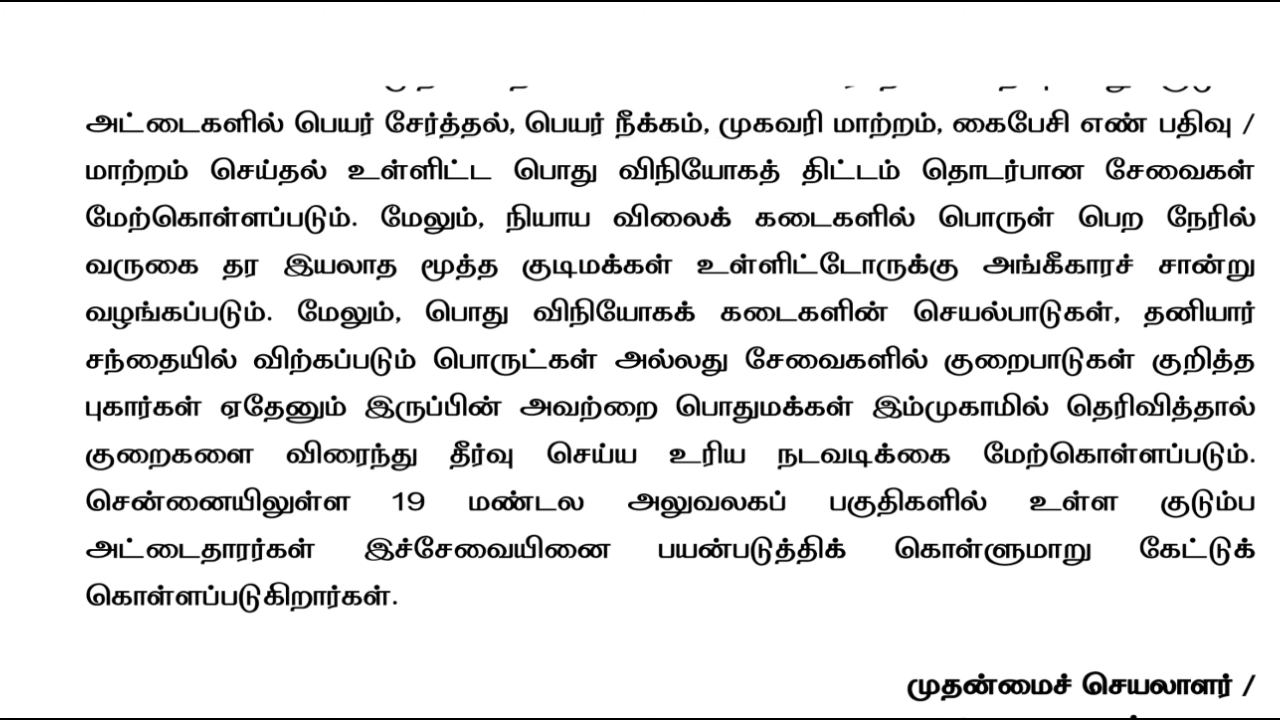 அட்டைகளில் பெயர் சேர்த்தல், பெயர் நீக்கம், முகவரி மாற்றம், கைபேசி எண் பதிவு /
மாற்றம் செய்தல் உள்ளிட்ட பொது விநியோகத் திட்டம் தொடர்பான சேவைகள்
மேற்கொள்ளப்படும். மேலும், நியாய விலைக் கடைகளில் பொருள் பெற நேரில்
வருகை தர இயலாத மூத்த குடிமக்கள் உள்ளிட்டோருக்கு அங்கீகாரச் சான்று
வழங்கப்படும். மேலும், பொது விநியோகக் கடைகளின் செயல்பாடுகள், தனியார்
சந்தையில் விற்கப்படும் பொருட்கள் அல்லது சேவைகளில் குறைபாடுகள் குறித்த
புகார்கள் ஏதேனும் இருப்பின் அவற்றை பொதுமக்கள் இம்முகாமில் தெரிவித்தால்
குறைகளை விரைந்து தீர்வு செய்ய உரிய நடவடிக்கை மேற்கொள்ளப்படும்.
சென்னையிலுள்ள 19 மண்டல அலுவலகப் பகுதிகளில் உள்ள குடும்ப
அட்டைதாரர்கள் இச்சேவையினை பயன்படுத்திக் கொள்ளுமாறு கேட்டுக்
கொள்ளப்படுகிறார்கள்.
முதன்மைச் செயலாளர் /